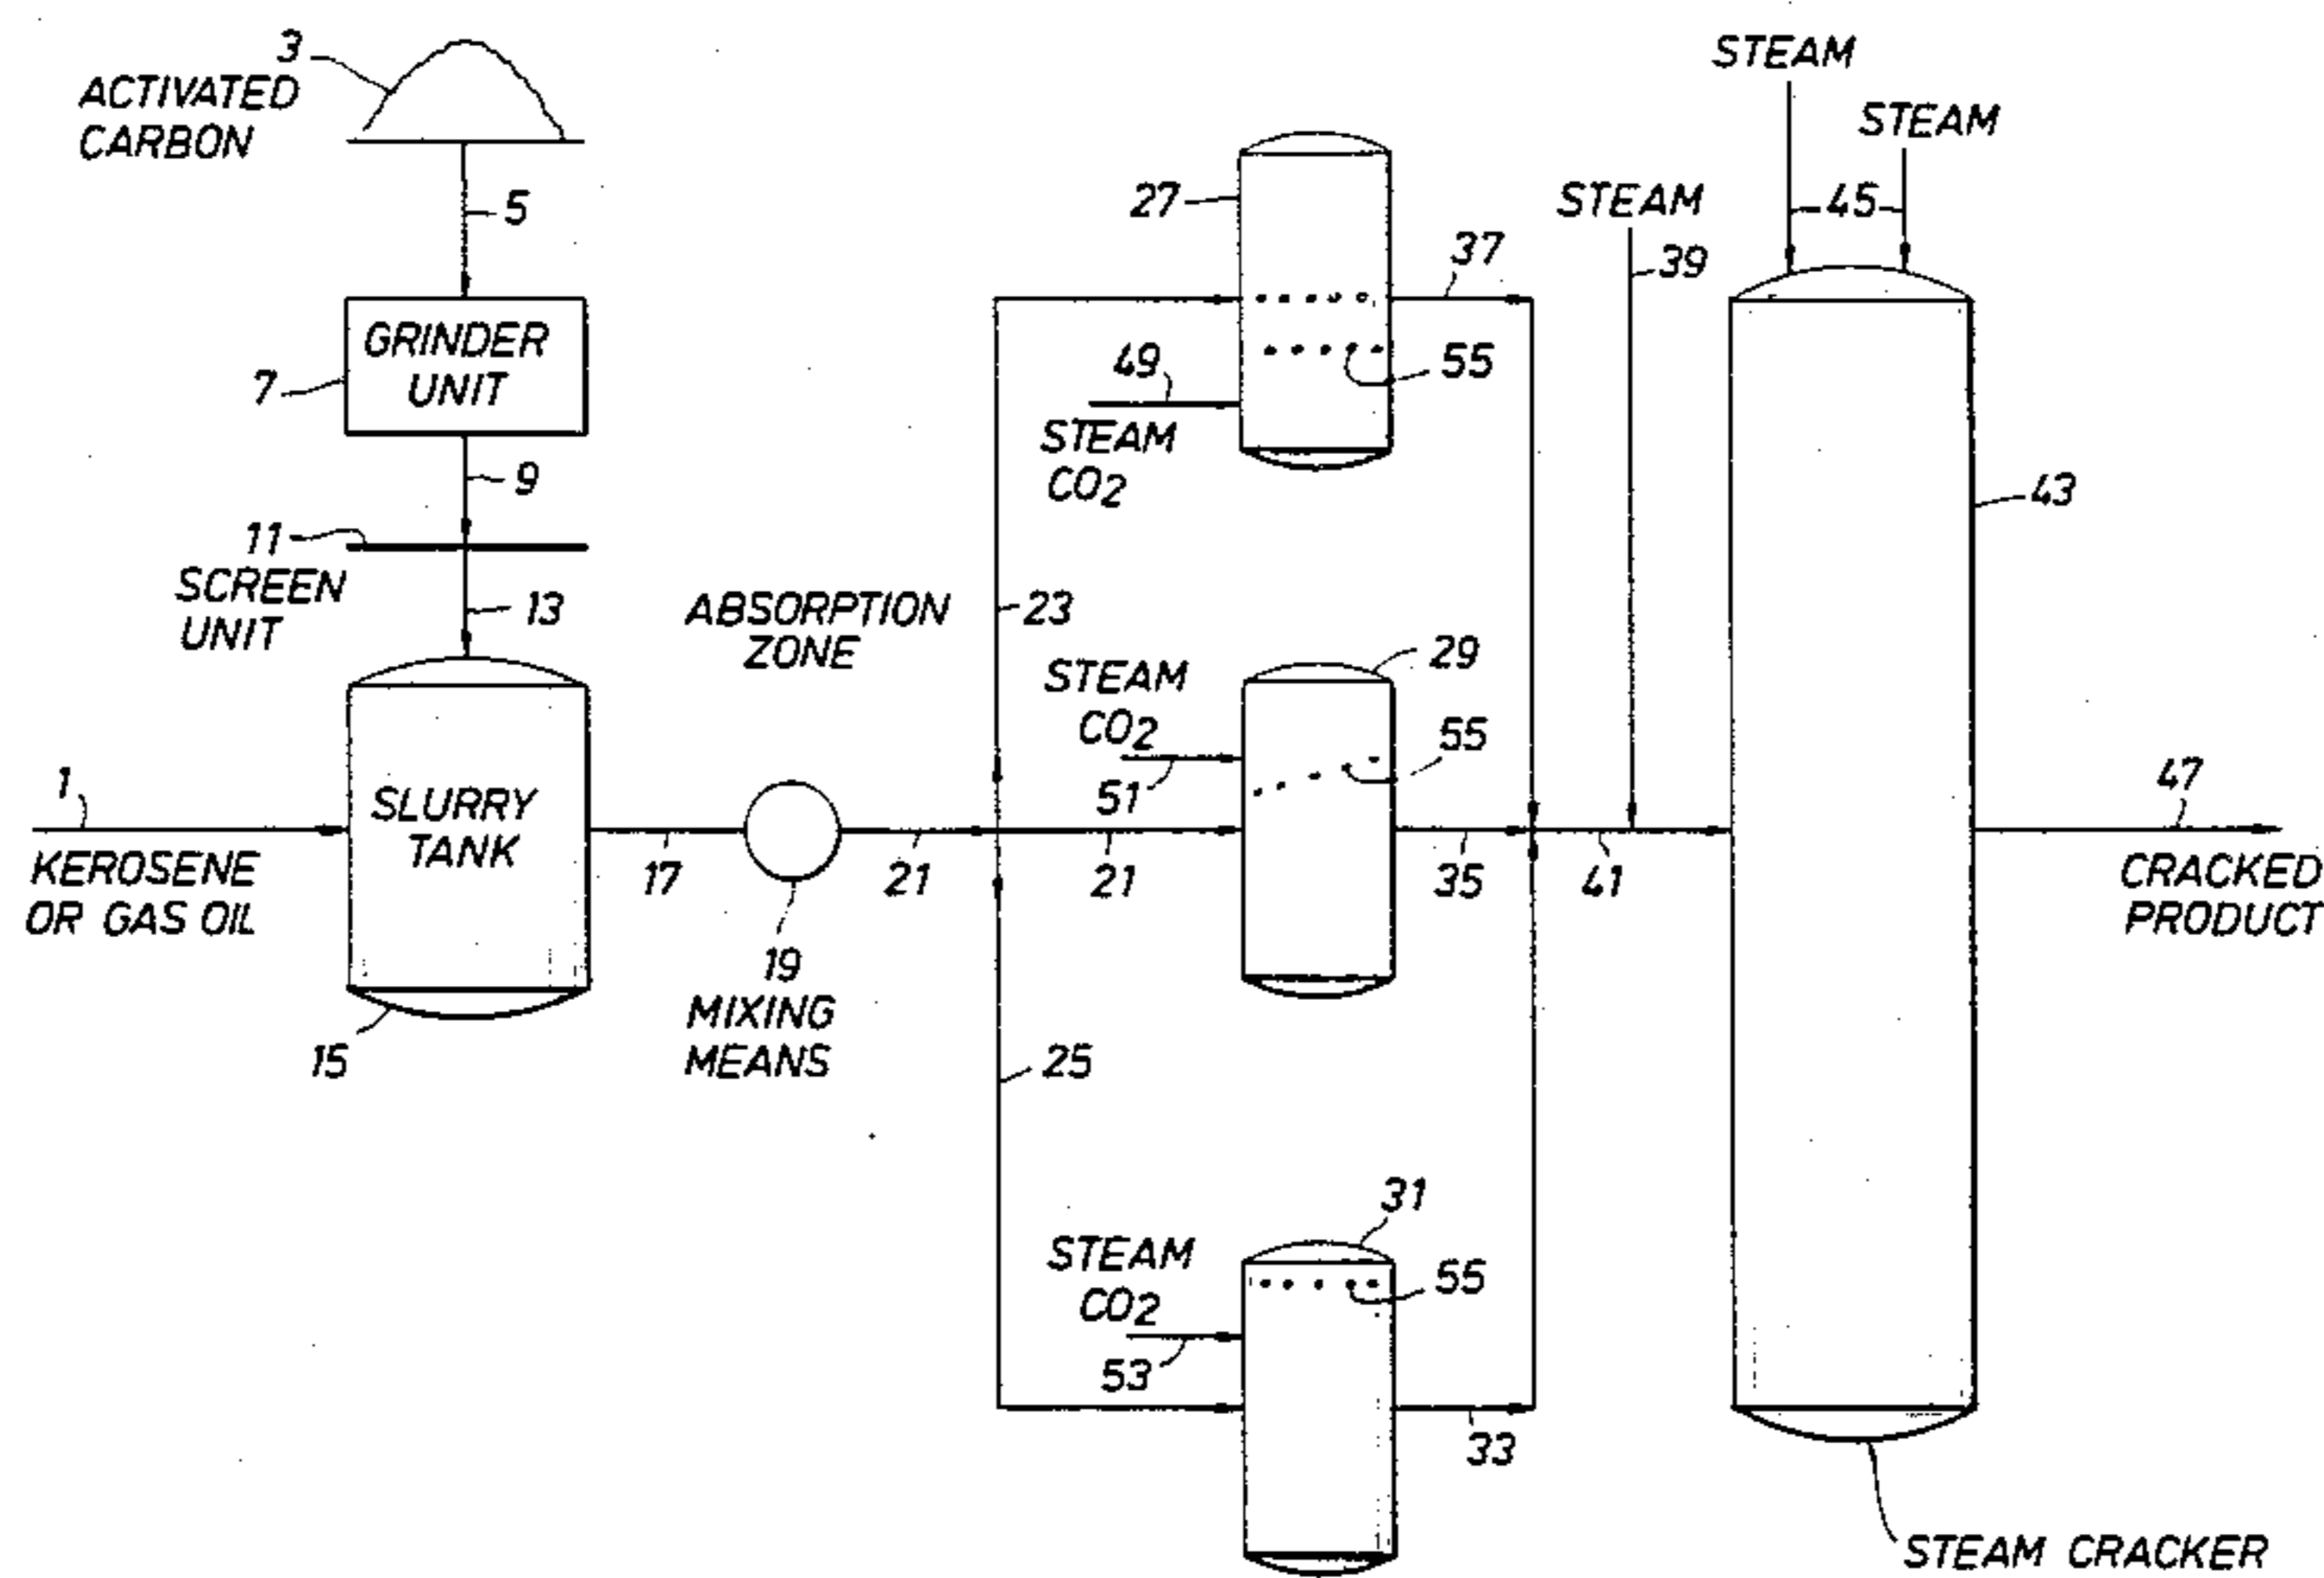 3
ACTIVATED
CARBON
5
GRINDER
UNIT
7
9
11
SCREEN
UNIT
13
1
KEROSENE
OR GAS OIL
SLURRY
TANK
15
17
19
MIXING
MEANS
21
21
ABSORPTION
ZONE
23
25
27
49
STEAM
CO2
55
37
STEAM
CO2
51
29
55
35
STEAM
CO2
53
31
55
33
STEAM
39
41
STEAM
STEAM
45
43
47
CRACKED
PRODUCT
STEAM CRACKER